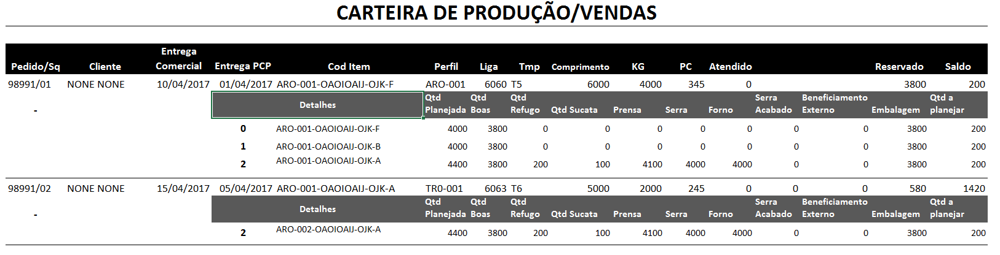 CARTEIRA DE PRODUÇÃO/VENDAS
Pedido/Sq Cliente Entrega Comercial Entrega PCP Cod Item Perfil Liga Tmp Comprimento KG PC Atendido Reservado Saldo
98991/01 NONE NONE 10/04/2017 01/04/2017 ARO-001-OAOIOAIJ-OJK-F ARO-001 6060 T5 6000 4000 345 0 3800 200
- Detalhes Qtd Planejada Qtd Boas Qtd Refugo Qtd Sucata Prensa Serra Forno Serra Acabado Beneficiamento Externo Embalagem Qtd a planejar
0 ARO-001-OAOIOAIJ-OJK-F 4000 3800 0 0 0 0 0 0 0 3800 200
1 ARO-001-OAOIOAIJ-OJK-B 4000 3800 0 0 0 0 0 0 0 3800 200
2 ARO-001-OAOIOAIJ-OJK-A 4400 3800 200 100 4100 4000 4000 0 0 3800 200
98991/02 NONE NONE 15/04/2017 05/04/2017 ARO-001-OAOIOAIJ-OJK-A TR0-001 6063 T6 5000 2000 245 0 0 0 580 1420
- Detalhes Qtd Planejada Qtd Boas Qtd Refugo Qtd Sucata Prensa Serra Forno Serra Acabado Beneficiamento Externo Embalagem Qtd a planejar
2 ARO-002-OAOIOAIJ-OJK-A 4400 3800 200 100 4100 4000 4000 0 0 3800 200